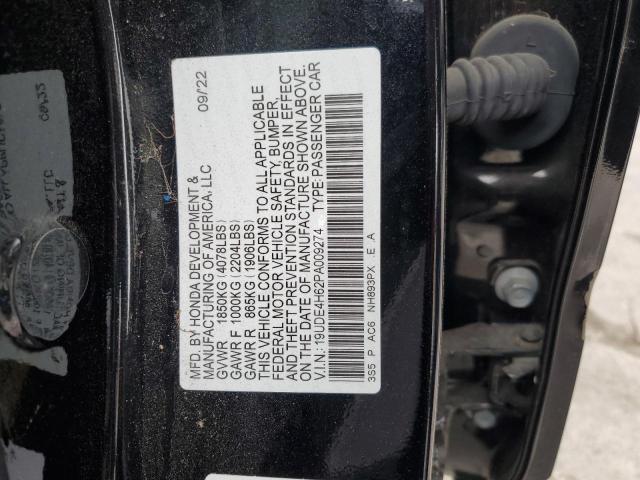 MFD. BY HONDA DEVELOPMENT &
MANUFACTURING OF AMERICA, LLC 09/22
GVWR 1850KG (4078LBS)
GAWR F 1000KG (2204LBS)
GAWR R 865KG (1906LBS)
THIS VEHICLE CONFORMS TO ALL APPLICABLE
FEDERAL MOTOR VEHICLE SAFETY, BUMPER,
AND THEFT PREVENTION STANDARDS IN EFFECT
ON THE DATE OF MANUFACTURE SHOWN ABOVE.
V.I.N.: 19UDE4H62PA009274 TYPE: PASSENGER CAR
3S5 P AC6 NH893PX E A